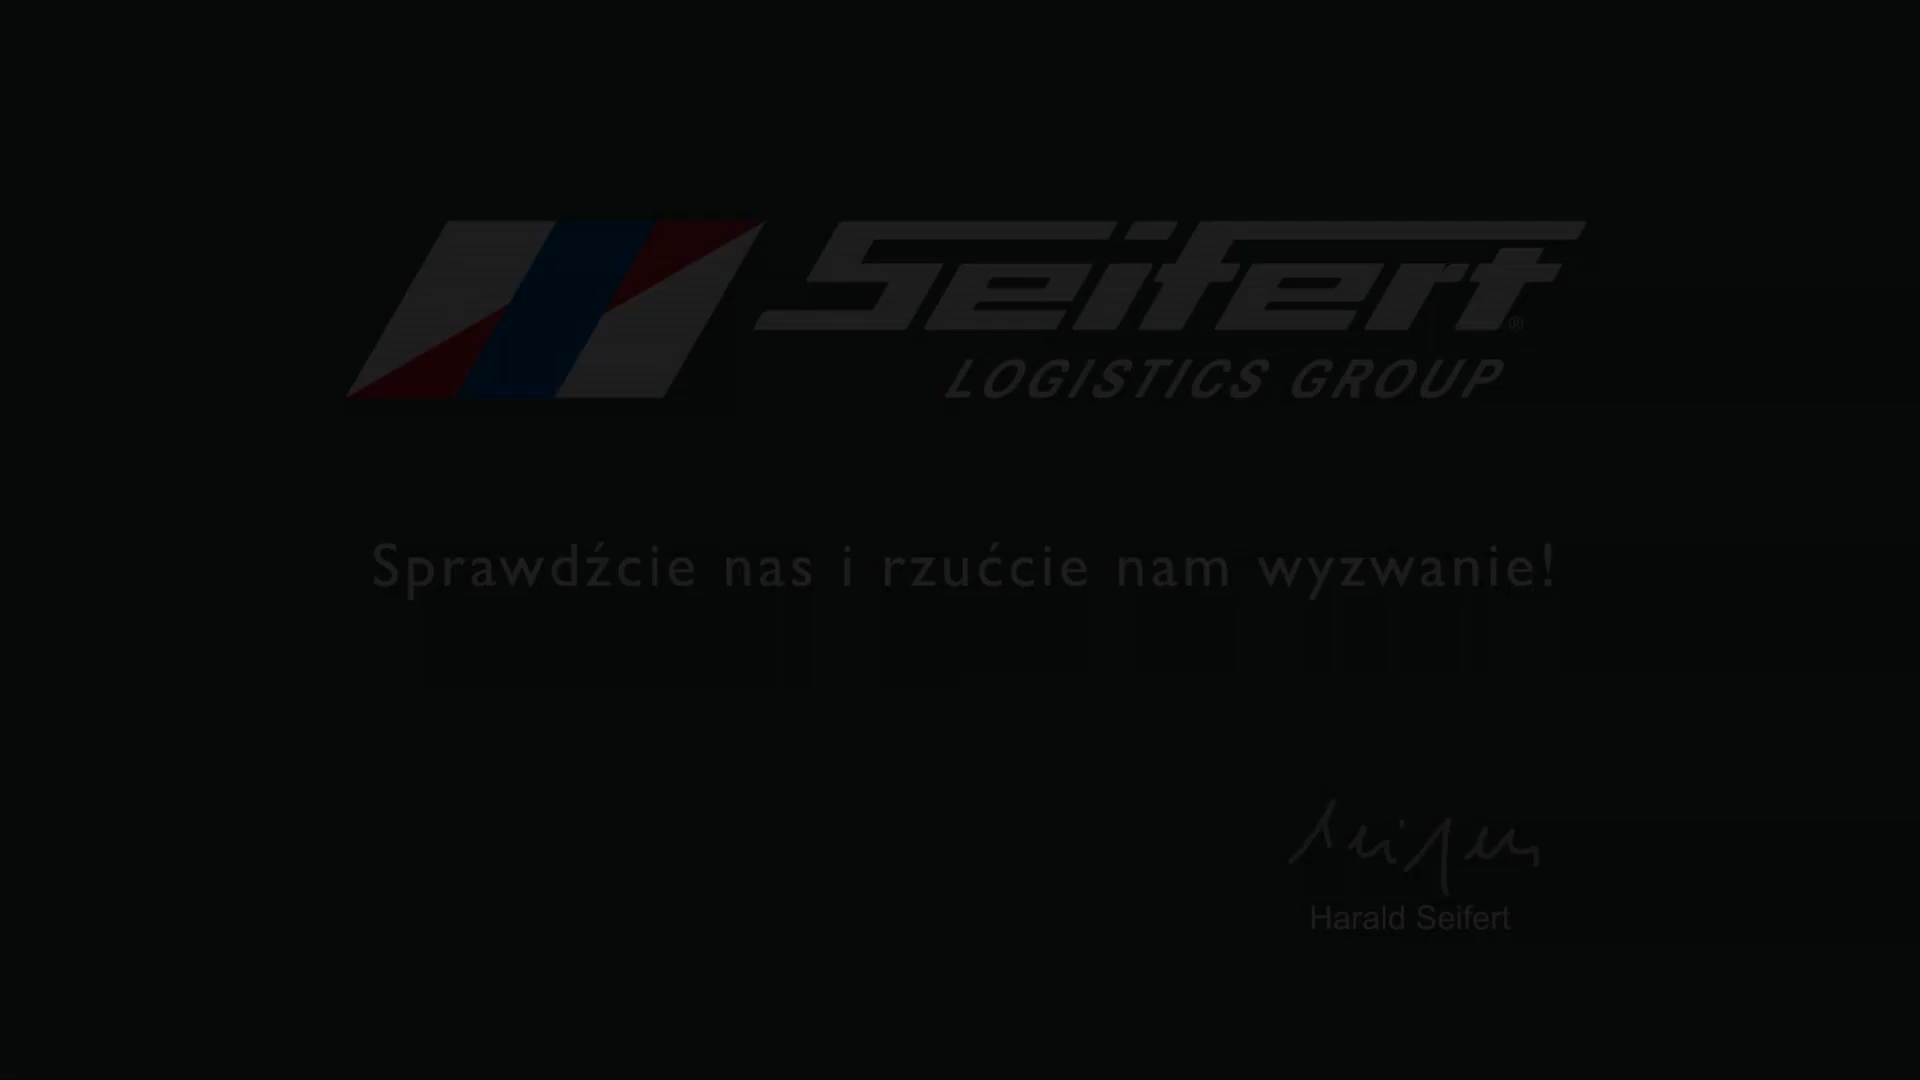 Seifert®
LOGISTICS GROUP
Sprawdźcie nas i rzućcie nam wyzwanie!
Harald Seifert